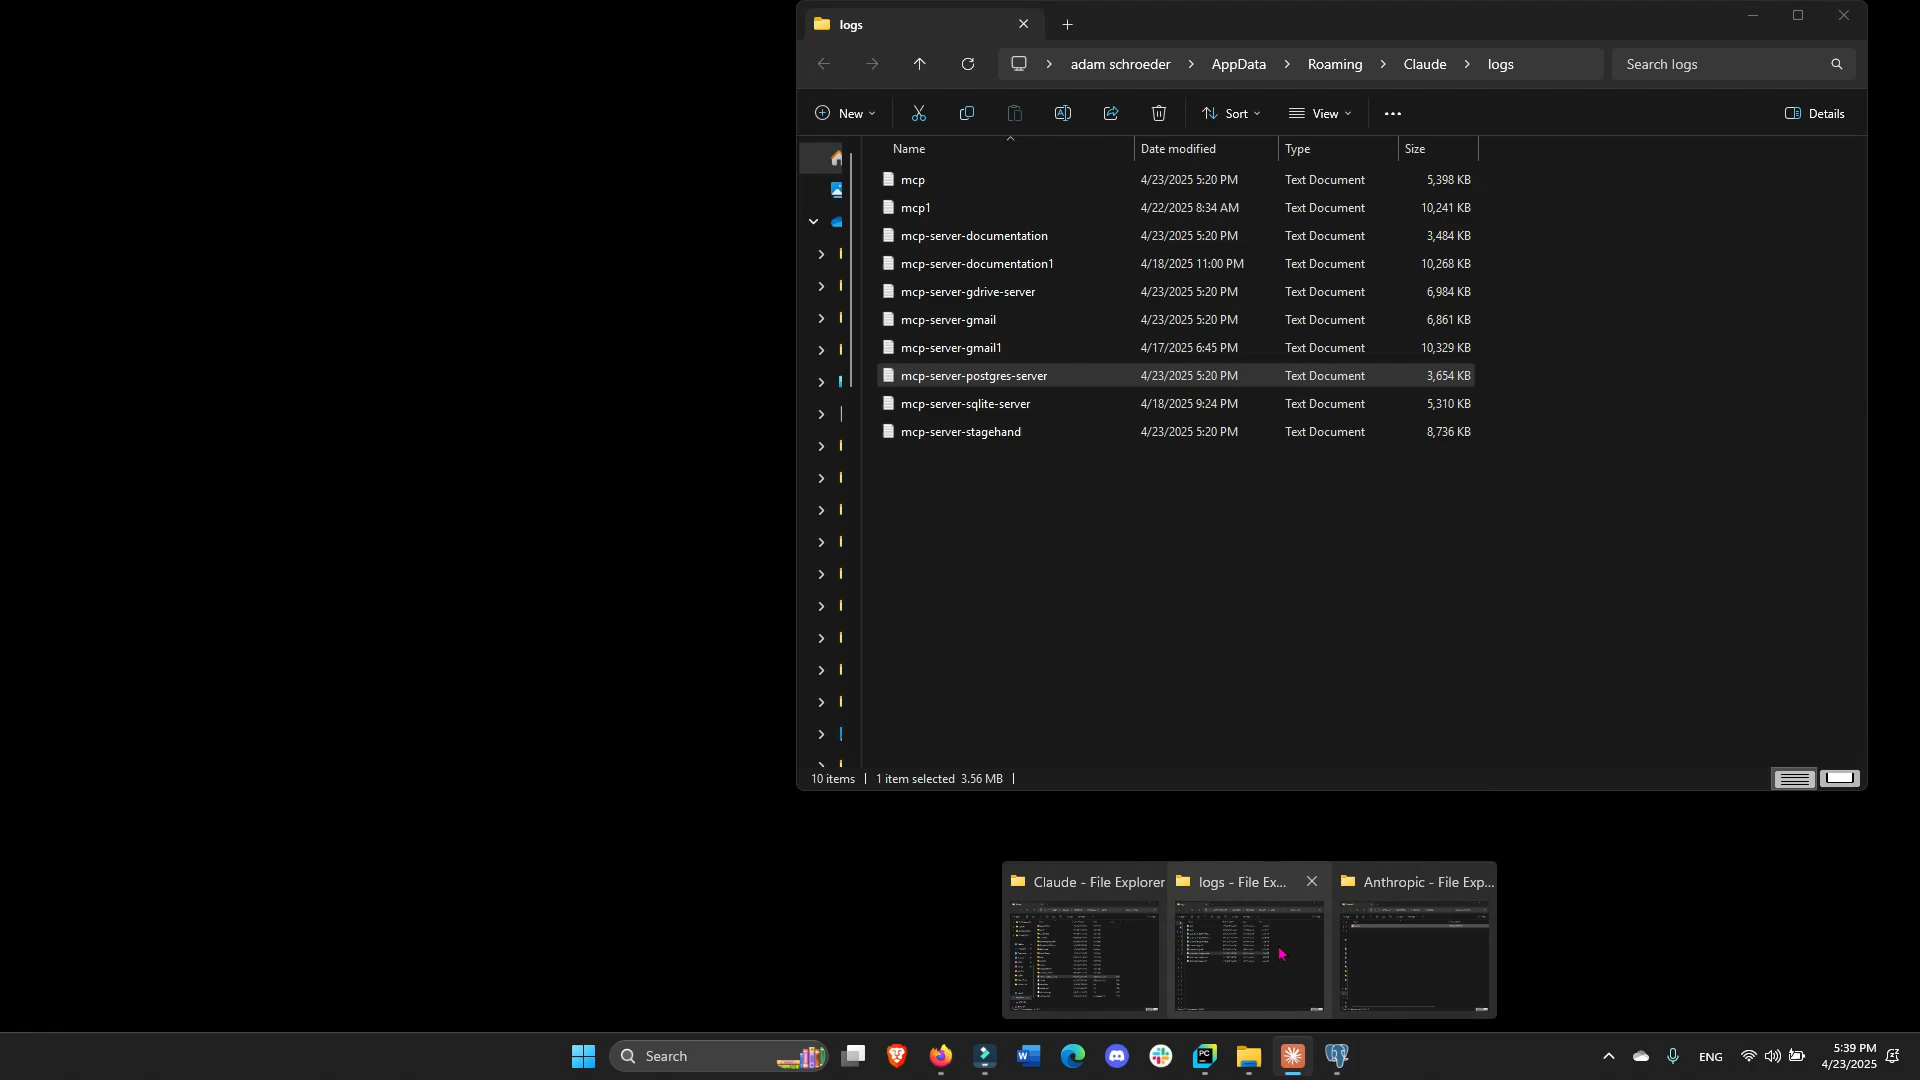 logs
adam schroeder > AppData > Roaming > Claude > logs
Search logs
New
Sort
View
Details
Name Date modified Type Size
mcp 4/23/2025 5:20 PM Text Document 5,398 KB
mcp1 4/22/2025 8:34 AM Text Document 10,241 KB
mcp-server-documentation 4/23/2025 5:20 PM Text Document 3,484 KB
mcp-server-documentation1 4/18/2025 11:00 PM Text Document 10,268 KB
mcp-server-gdrive-server 4/23/2025 5:20 PM Text Document 6,984 KB
mcp-server-gmail 4/23/2025 5:20 PM Text Document 6,861 KB
mcp-server-gmail1 4/17/2025 6:45 PM Text Document 10,329 KB
mcp-server-postgres-server 4/23/2025 5:20 PM Text Document 3,654 KB
mcp-server-sqlite-server 4/18/2025 9:24 PM Text Document 5,310 KB
mcp-server-stagehand 4/23/2025 5:20 PM Text Document 8,736 KB
10 items | 1 item selected 3.56 MB |
Claude - File Explorer
logs - File Ex...
Anthropic - File Exp...
Search
PC
ENG
5:39 PM
4/23/2025